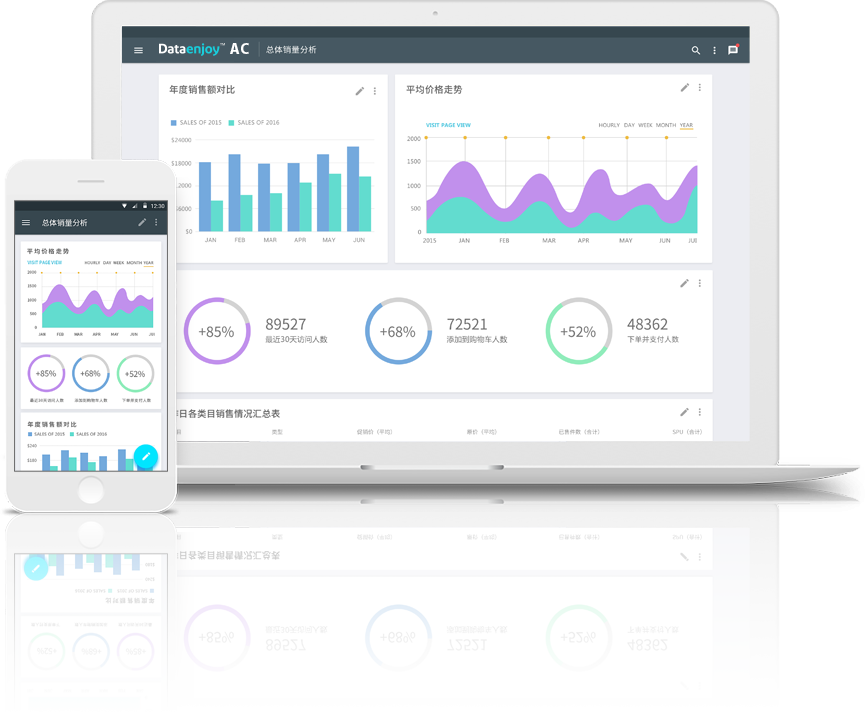 Dataenjoy™ AC
总体销量分析
年度销售额对比
SALES OF 2015
SALES OF 2016
$24000
$18000
12000
6000
$0
JAN FEB MAR APR MAY JUN
平均价格走势
VISIT PAGE VIEW
HOURLY DAY WEEK MONTH YEAR
2000
1500
1000
500
0
2015 JAN FEB MAR APR MAY JUN JUI
+85%
89527
最近30天访问人数
+68%
72521
添加到购物车人数
+52%
48362
下单并支付人数
日各类目销售情况汇总表
类型 促销价（平均） 原价（平均） 已售件数（合计） SPU（合计）
12:30
总体销量分析
平均价格走势
VISIT PAGE VIEW
HOURLY DAY WEEK MONTH YEAR
2000
1500
1000
500
0
JAN FEB MAR APR MAY JUN JUI
+85%
+68%
+52%
最近30天访问人数
添加到购物车人数
下单并支付人数
年度销售额对比
SALES OF 2015
SALES OF 2016
$240
$180